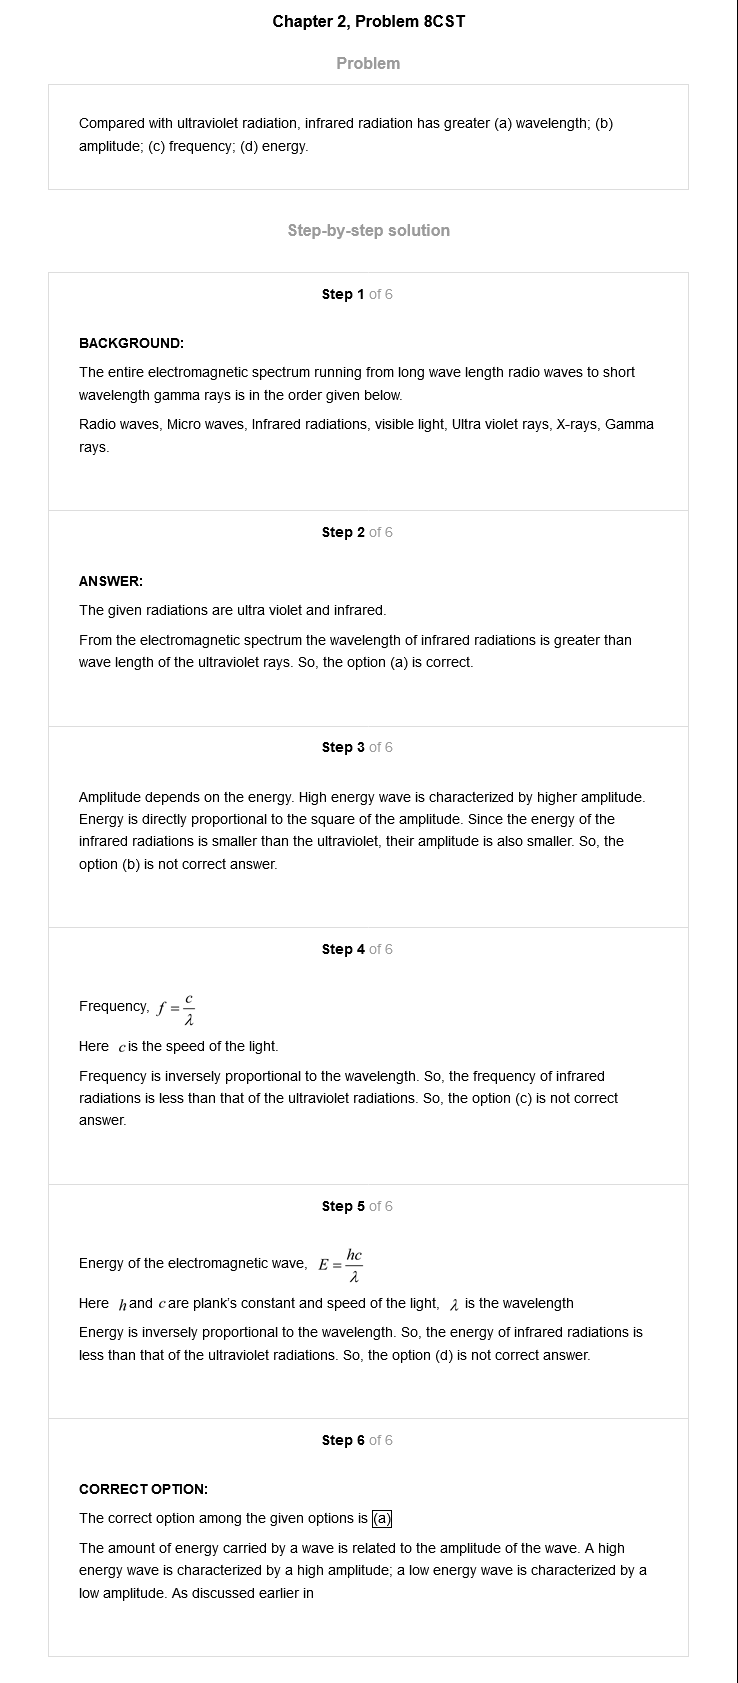 Chapter 2, Problem 8CST
Problem
Compared with ultraviolet radiation, infrared radiation has greater (a) wavelength; (b)
amplitude; (c) frequency; (d) energy.
Step-by-step solution
Step 1 of 6
BACKGROUND:
The entire electromagnetic spectrum running from long wave length radio waves to short
wavelength gamma rays is in the order given below.
Radio waves, Micro waves, Infrared radiations, visible light, Ultra violet rays, X-rays, Gamma
rays.
Step 2 of 6
ANSWER:
The given radiations are ultra violet and infrared.
From the electromagnetic spectrum the wavelength of infrared radiations is greater than
wave length of the ultraviolet rays. So, the option (a) is correct.
Step 3 of 6
Amplitude depends on the energy. High energy wave is characterized by higher amplitude.
Energy is directly proportional to the square of the amplitude. Since the energy of the
infrared radiations is smaller than the ultraviolet, their amplitude is also smaller. So, the
option (b) is not correct answer.
Step 4 of 6
Frequency, f = c/λ
Here c is the speed of the light.
Frequency is inversely proportional to the wavelength. So, the frequency of infrared
radiations is less than that of the ultraviolet radiations. So, the option (c) is not correct
answer.
Step 5 of 6
Energy of the electromagnetic wave, E = hc/λ
Here h and c are plank's constant and speed of the light, λ is the wavelength
Energy is inversely proportional to the wavelength. So, the energy of infrared radiations is
less than that of the ultraviolet radiations. So, the option (d) is not correct answer.
Step 6 of 6
CORRECT OPTION:
The correct option among the given options is (a)
The amount of energy carried by a wave is related to the amplitude of the wave. A high
energy wave is characterized by a high amplitude; a low energy wave is characterized by a
low amplitude. As discussed earlier in